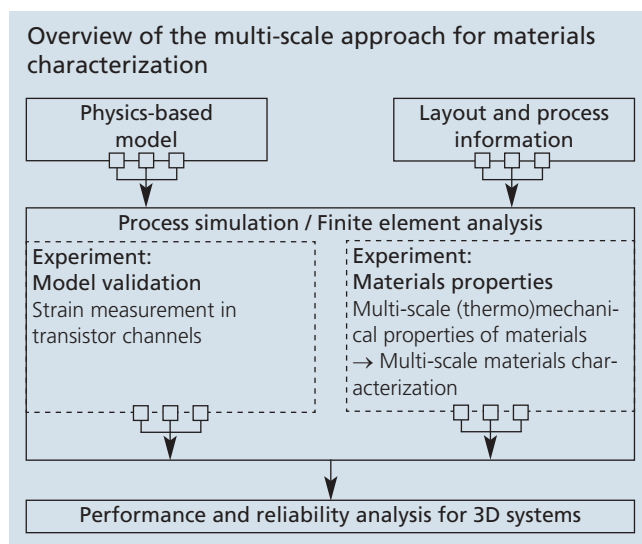 Overview of the multi-scale approach for materials
characterization
Physics-based
model
Layout and process
information
Process simulation / Finite element analysis
Experiment:
Model validation
Strain measurement in
transistor channels
Experiment:
Materials properties
Multi-scale (thermo)mechani-
cal properties of materials
→ Multi-scale materials char-
acterization
Performance and reliability analysis for 3D systems